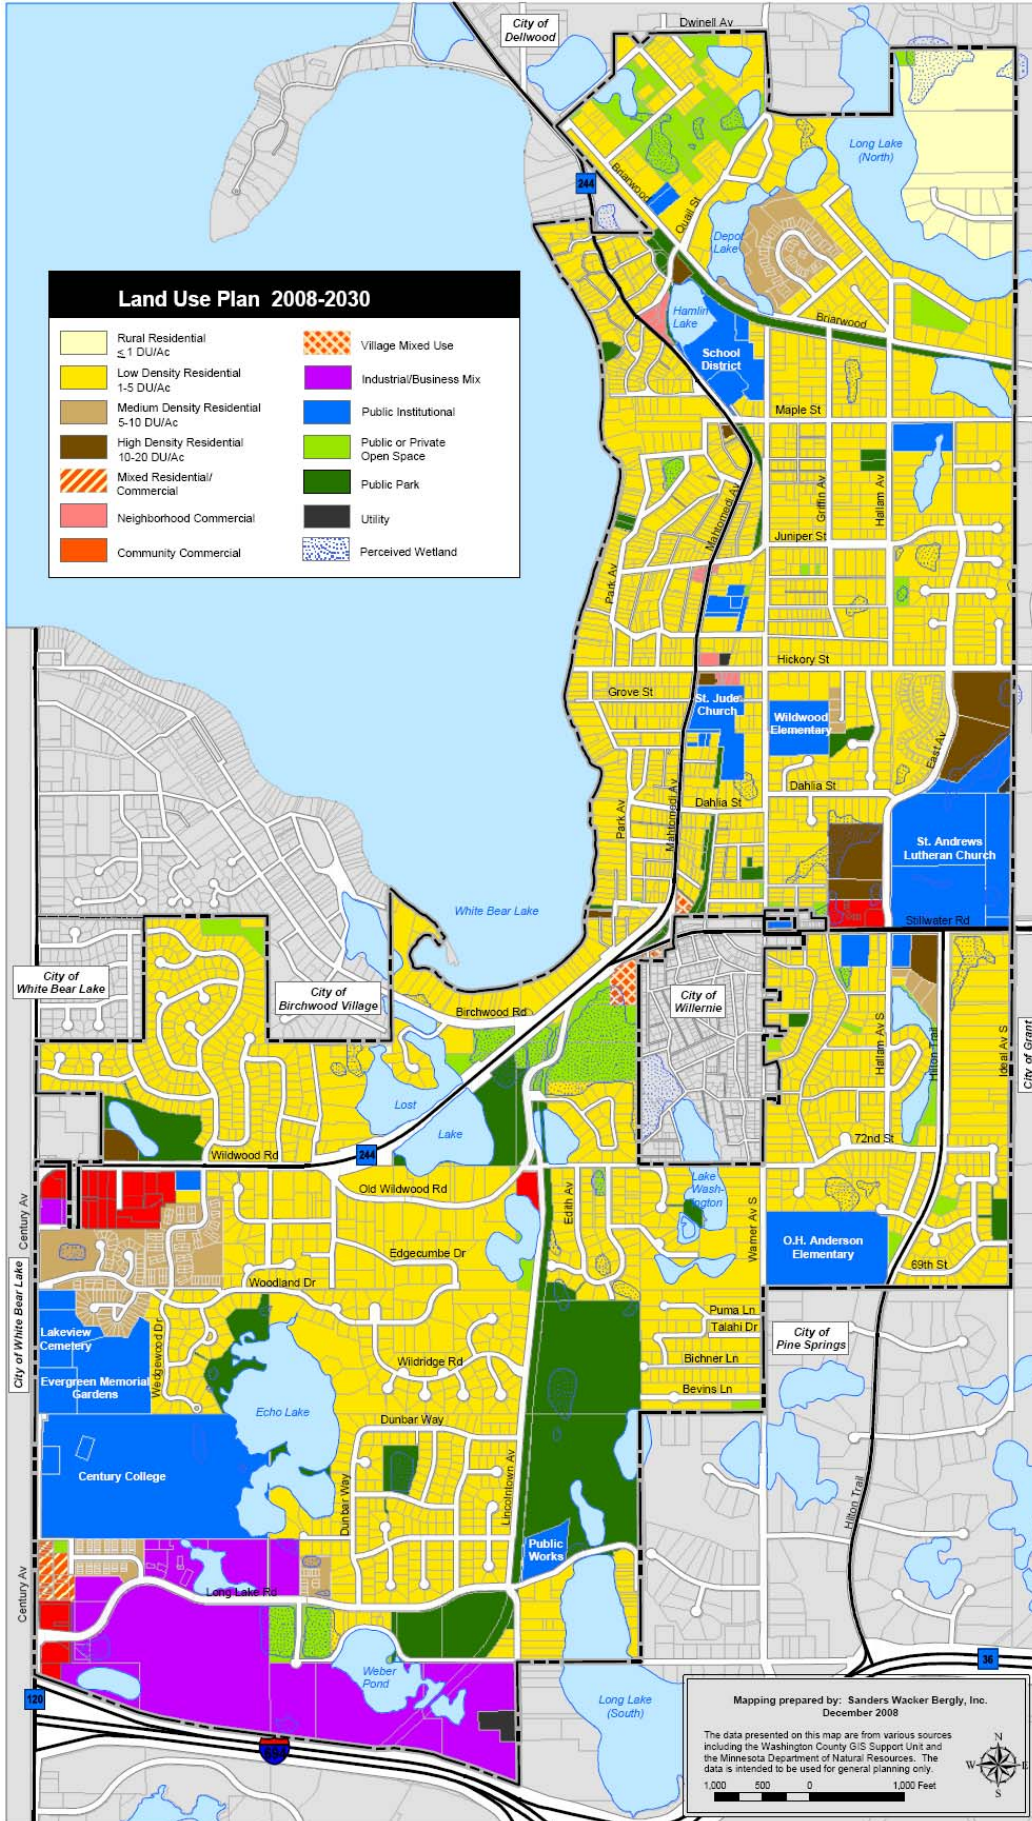 City of
Dellwood
Dwinell Av
Long Lake
(North)
244
Briarwood
Quail St
Depot
Lake
Hamlin
Lake
Briarwood
School
District
Land Use Plan 2008-2030
Rural Residential
≤ 1 DU/Ac
Low Density Residential
1-5 DU/Ac
Medium Density Residential
5-10 DU/Ac
High Density Residential
10-20 DU/Ac
Mixed Residential/
Commercial
Neighborhood Commercial
Community Commercial
Village Mixed Use
Industrial/Business Mix
Public Institutional
Public or Private
Open Space
Public Park
Utility
Perceived Wetland
Maple St
Mahtomedi Av
Griffin Av
Hallam Av
Juniper St
Park Av
Hickory St
Grove St
St. Jude
Church
Wildwood
Elementary
East Av
Park Av
Mahtomedi Av
Dahlia St
Dahlia St
St. Andrews
Lutheran Church
Stillwater Rd
White Bear Lake
City of
White Bear Lake
City of
Birchwood Village
Birchwood Rd
City of
Willernie
Hallam Av S
Hilton Trail
Ideal Av S
City of Grant
Lost
Lake
72nd St
Wildwood Rd
244
Old Wildwood Rd
Edith Av
Lake
Wash-
ington
Warner Av S
Century Av
O.H. Anderson
Elementary
Edgecumbe Dr
69th St
Woodland Dr
City of White Bear Lake
Lakeview
Cemetery
Wedgewood Dr
Puma Ln
Talahi Dr
City of
Pine Springs
Wildridge Rd
Bichner Ln
Evergreen Memorial
Gardens
Bevins Ln
Echo Lake
Dunbar Way
Century College
Dunbar Way
Lincolntown Av
Hilton Trail
Public
Works
Century Av
Long Lake Rd
Weber
Pond
36
120
694
Long Lake
(South)
Mapping prepared by: Sanders Wacker Bergly, Inc.
December 2008
The data presented on this map are from various sources
including the Washington County GIS Support Unit and
the Minnesota Department of Natural Resources. The
data is intended to be used for general planning only.
1,000 500 0 1,000 Feet
N
W E
S